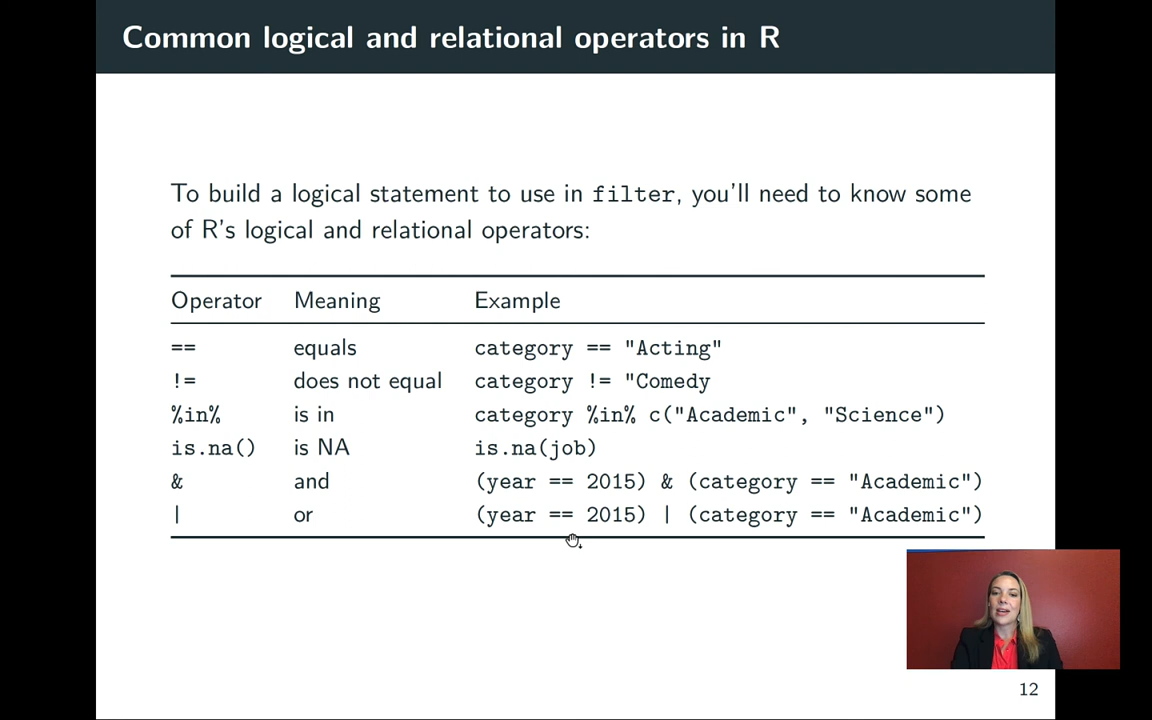 Common logical and relational operators in R
To build a logical statement to use in filter, you'll need to know some
of R's logical and relational operators:
Operator Meaning Example
== equals category == "Acting"
!= does not equal category != "Comedy
%in% is in category %in% c("Academic", "Science")
is.na() is NA is.na(job)
& and (year == 2015) & (category == "Academic")
| or (year == 2015) | (category == "Academic")
12